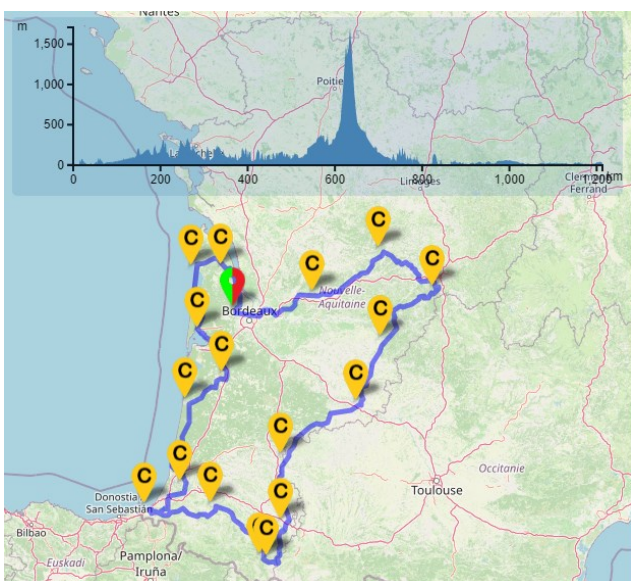 Nantes
m
1,500
1,000
500
0
Poitie
0
200
400
600
800
1,000
1,200 km
Limoges
Clermont
Ferrand
C
C
C
C
C
C
Nouvelle-
Aquitaine
Bordeaux
C
C
C
C
C
Occitanie
C
C
C
C
Toulouse
Donostia
San Sebastián
C
Bilbao
Euskadi
Pamplona/
Iruña